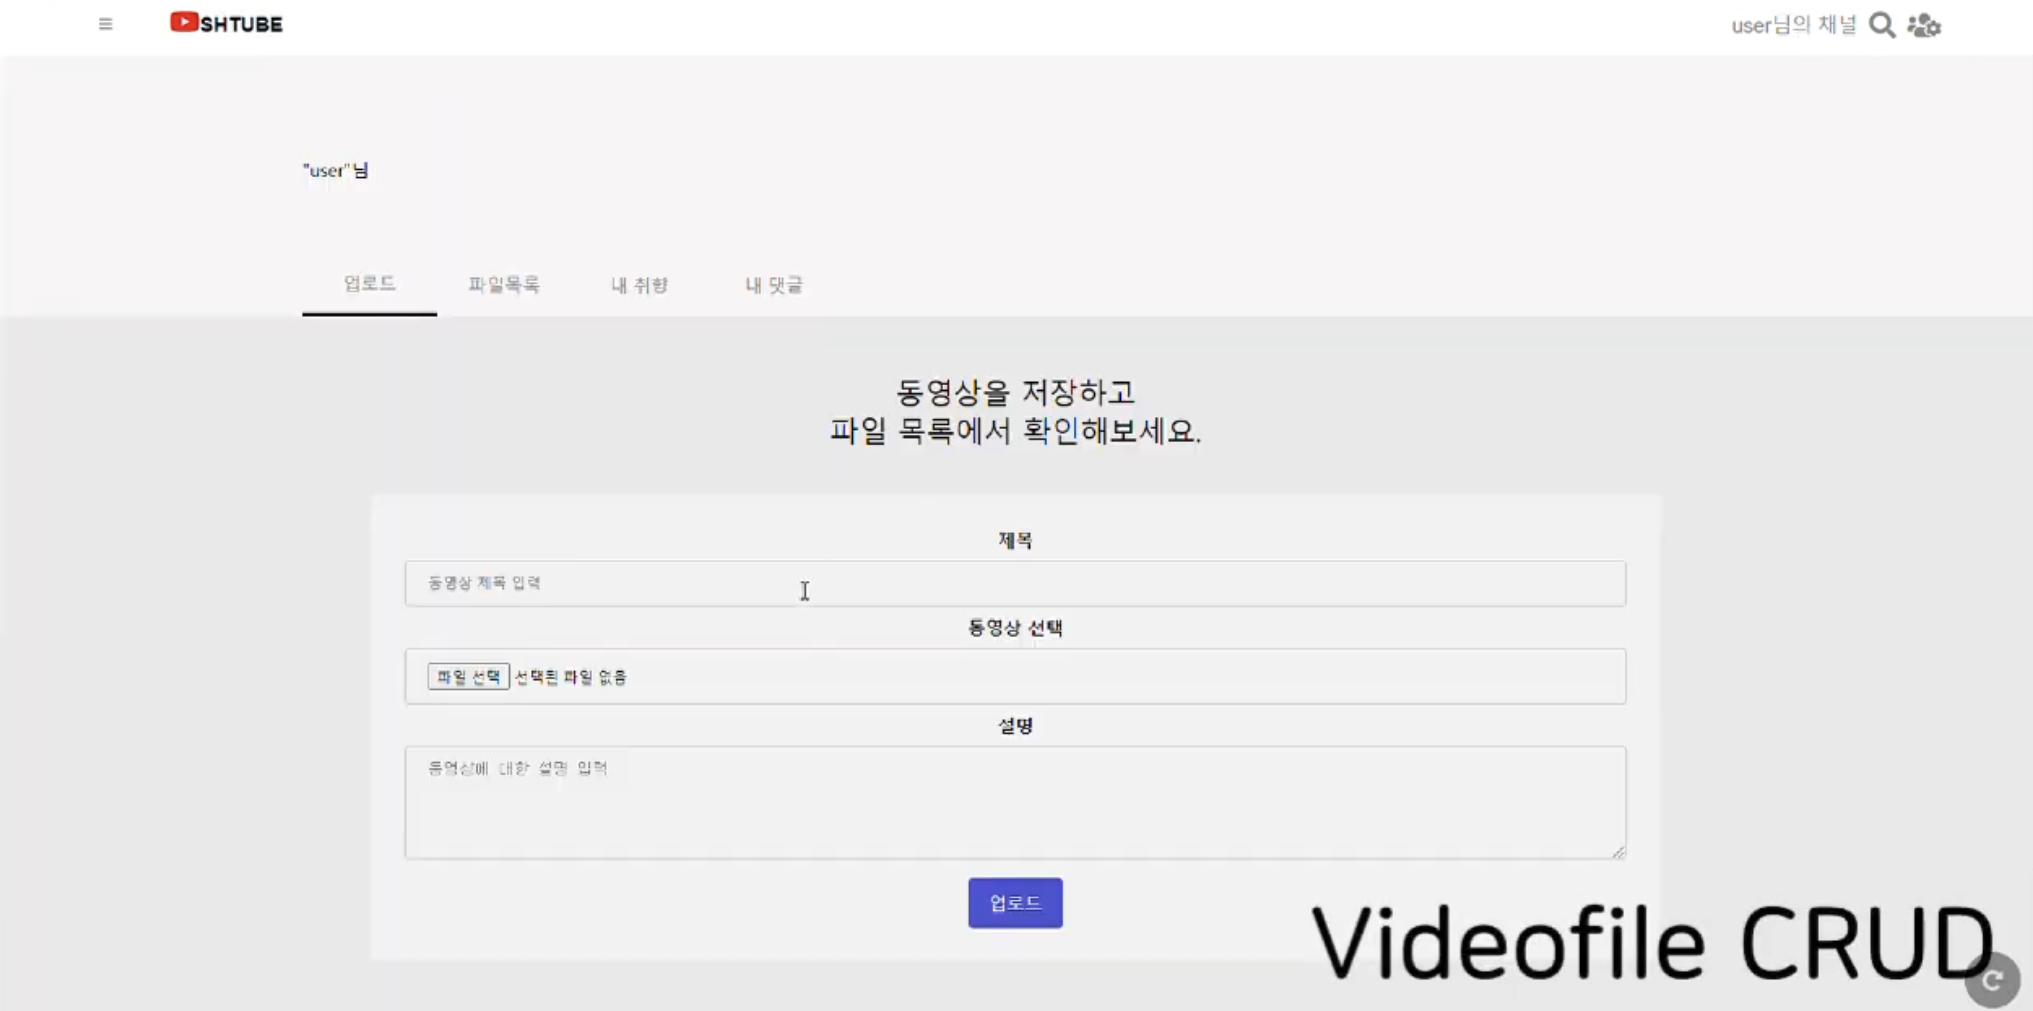 SHTUBE
user님의 채널
"user"님
업로드
파일목록
내 취향
내 댓글
동영상을 저장하고
파일 목록에서 확인해보세요.
제목
동영상 제목 입력
동영상 선택
파일 선택 선택된 파일 없음
설명
동영상에 대한 설명 입력
업로드
Videofile CRUD